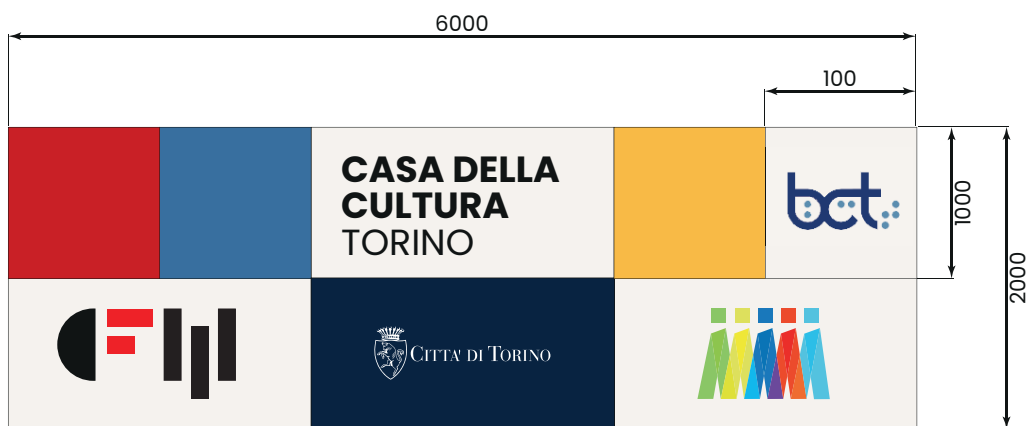 6000
100
CASA DELLA
CULTURA
TORINO
bct
1000
2000
CITTA' DI TORINO